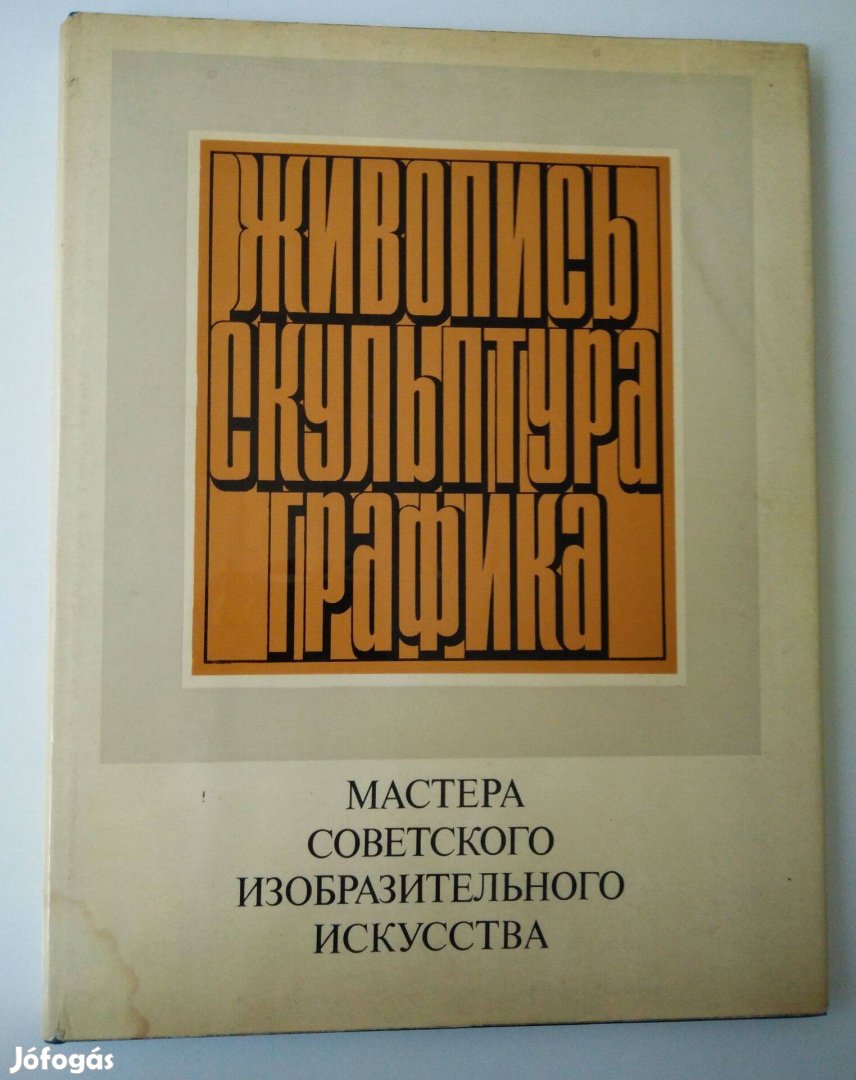 ЖИВОПИСЬ
СКУЛЬПТУРА
ГРАФИКА
МАСТЕРА
СОВЕТСКОГО
ИЗОБРАЗИТЕЛЬНОГО
ИСКУССТВА
Jófogás